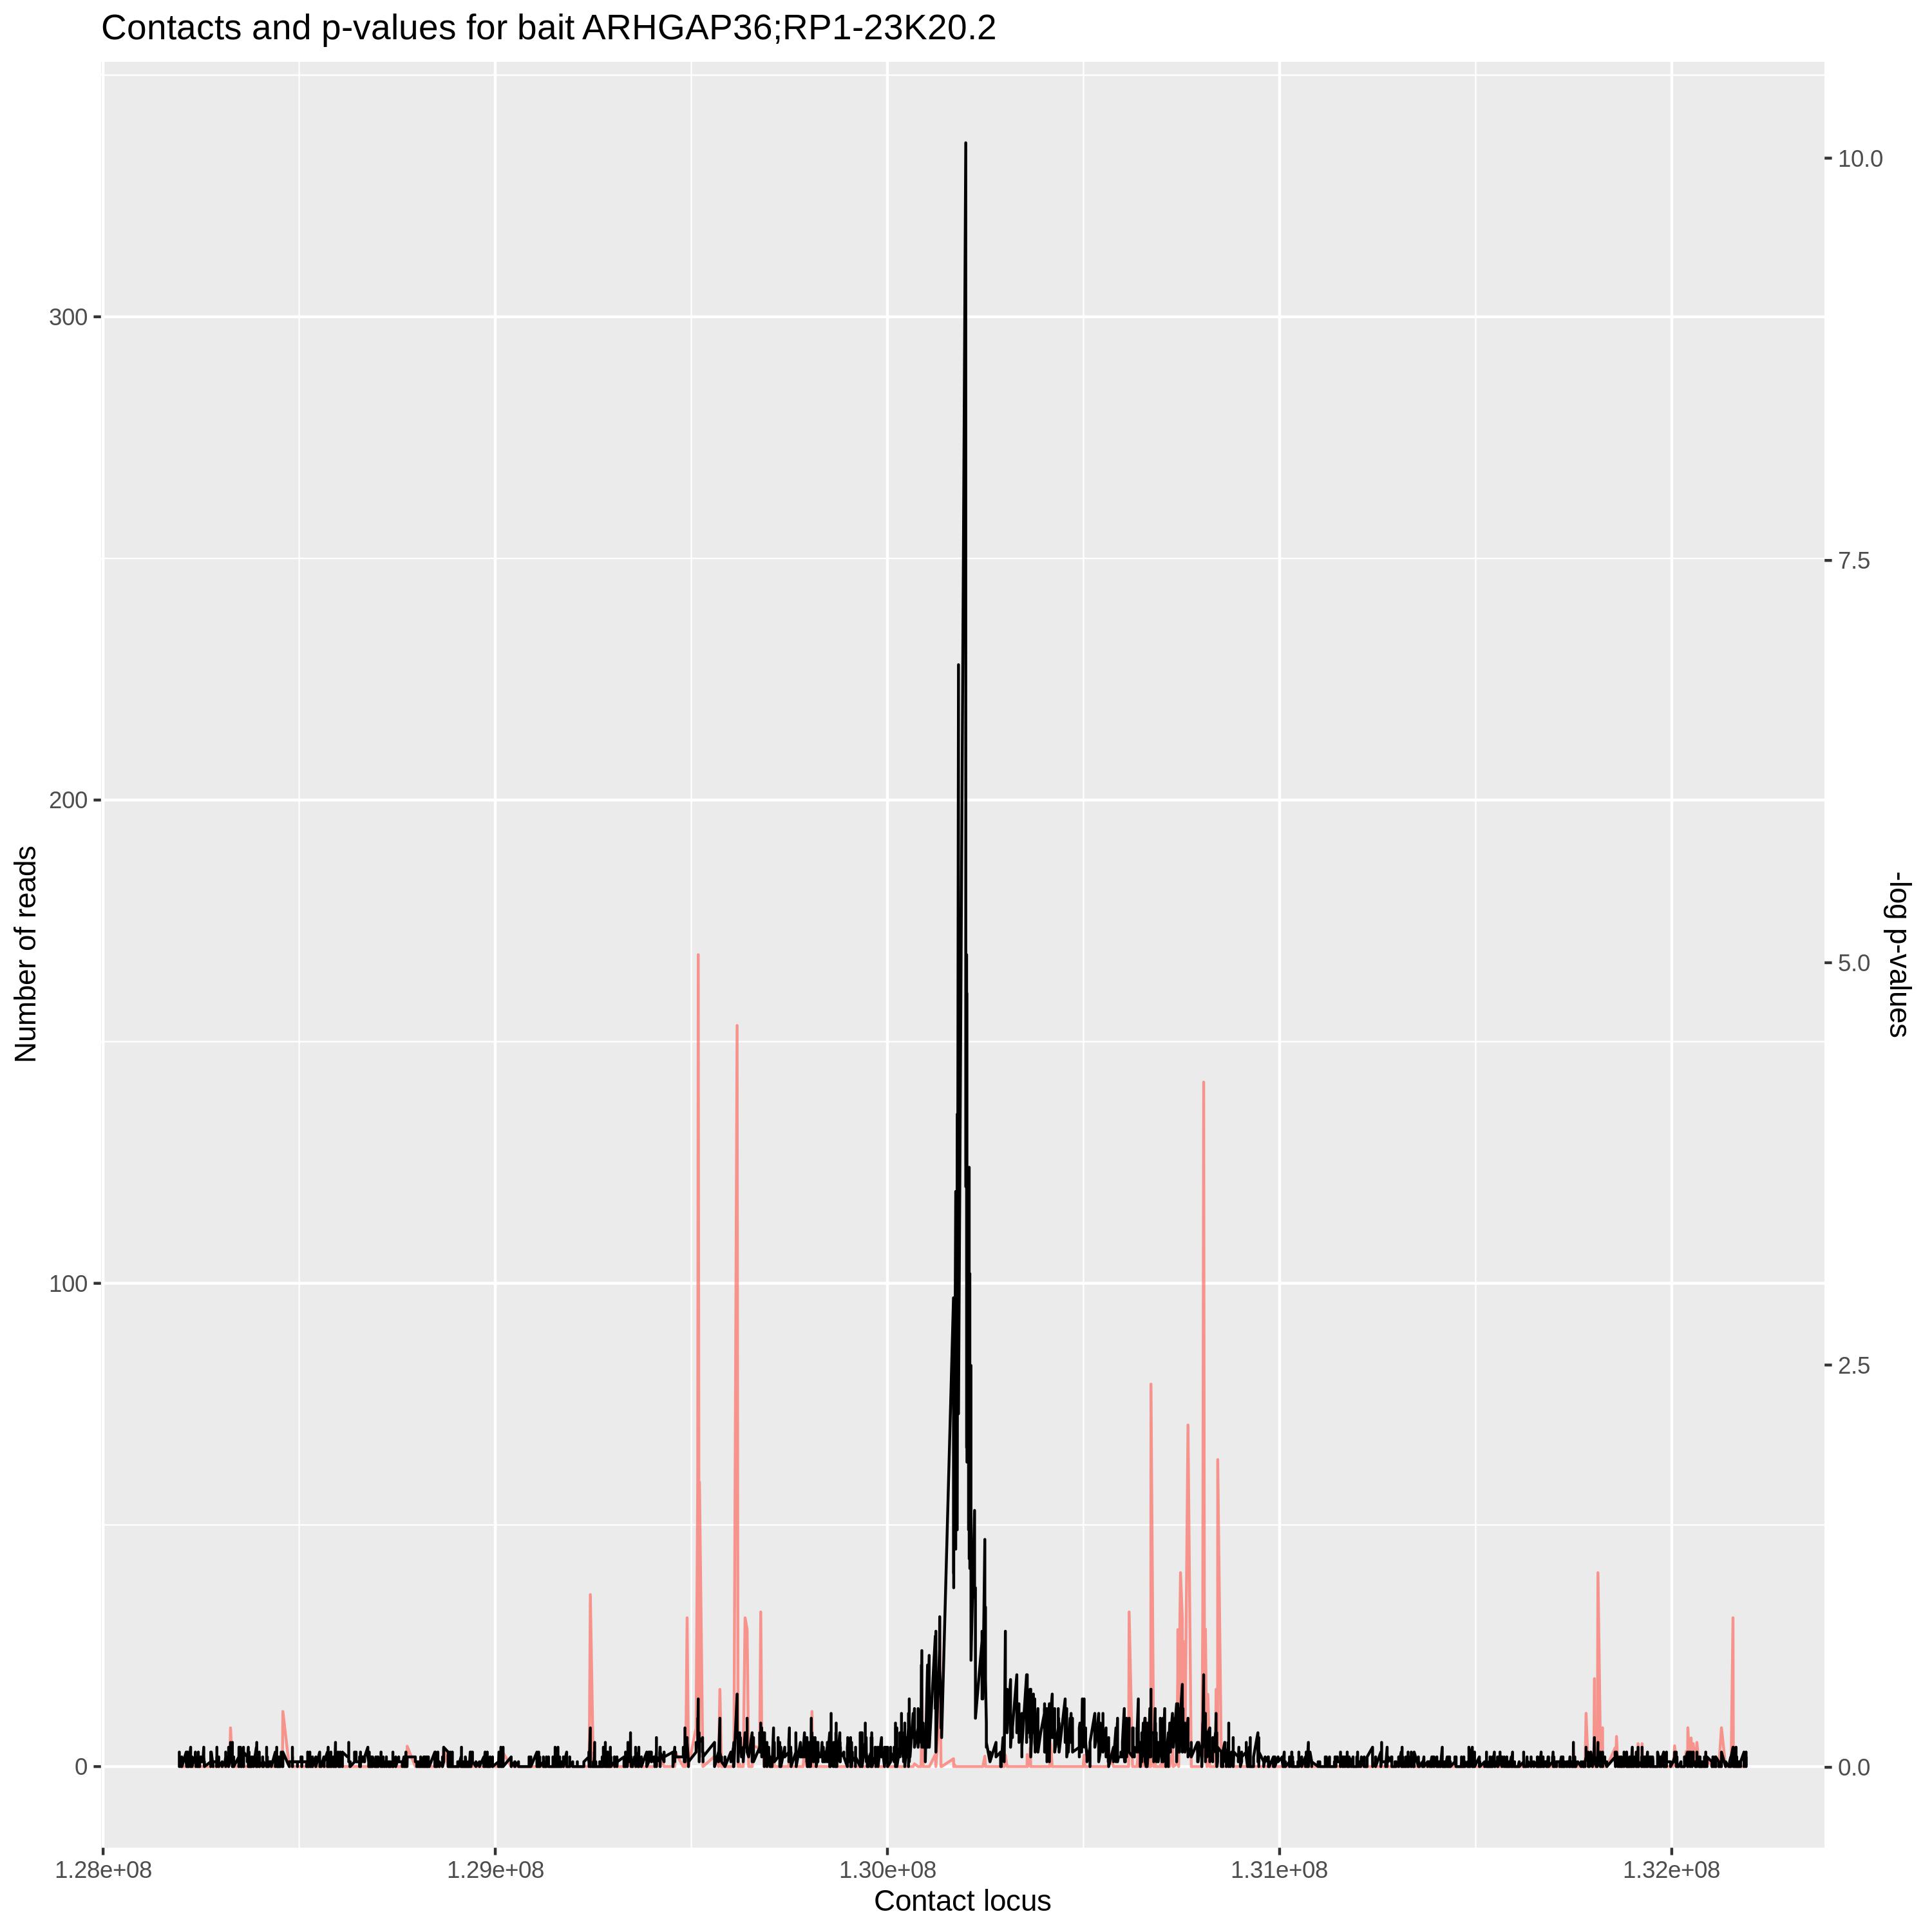 Contacts and p-values for bait ARHGAP36;RP1-23K20.2
Number of reads
300
200
100
0
10.0
7.5
5.0
2.5
0.0
-log p-values
1.28e+08
1.29e+08
1.30e+08
1.31e+08
1.32e+08
Contact locus